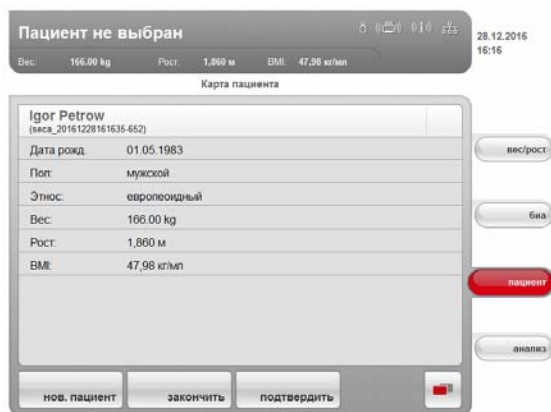 Пациент не выбран
28.12.2016
16:16
Вес: 166.00 kg Рост: 1,860 м BMI: 47,98 кг/мл
Карта пациента
Igor Petrow
(seca_20161228161635-652)
Дата рожд. 01.05.1983
Пол: мужской
Этнос: европеоидный
Вес: 166.00 kg
Рост: 1,860 м
BMI: 47,98 кг/мл
вес/рост
биа
пациент
анализ
нов. пациент закончить подтвердить